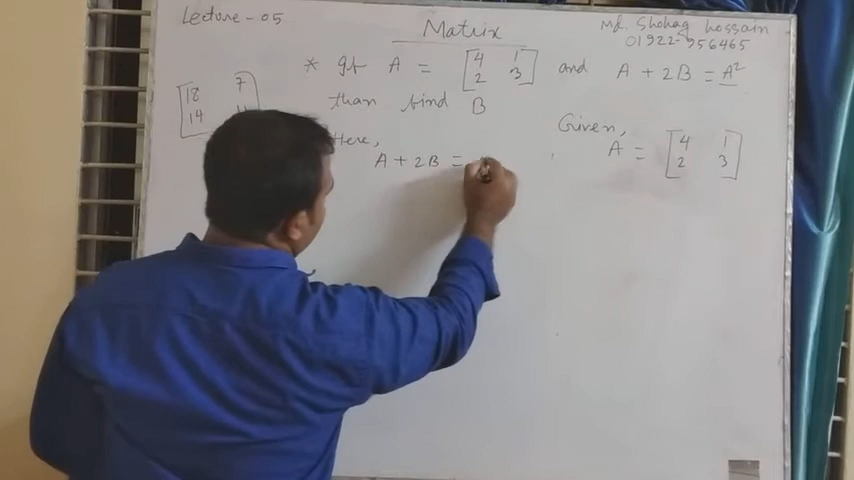 Lecture - 05
Matrix
Md. Shohag Hossain
01922-956465
* If A = [4 1
2 3] and A + 2B = A²
than find B
[18 7
14
Here,
A + 2B =
Given,
A = [4 1
2 3]